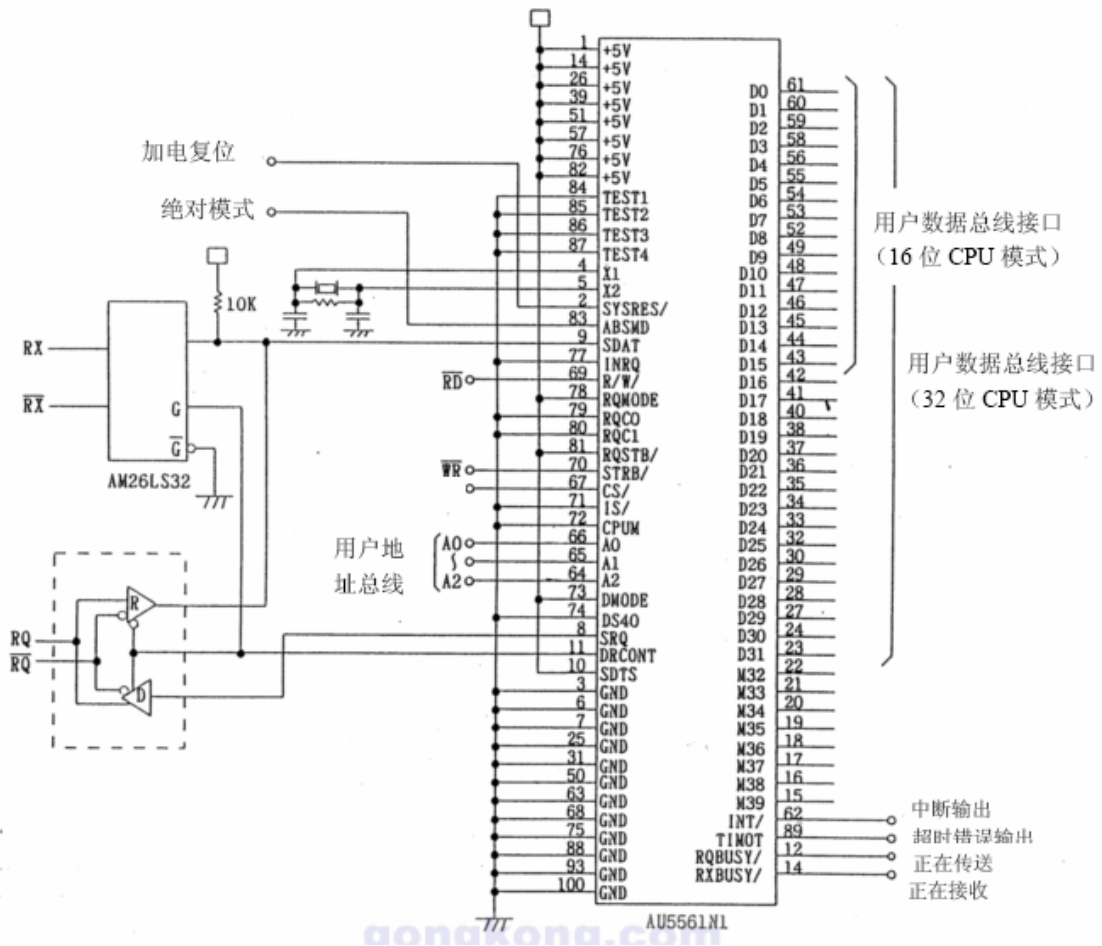 加电复位
绝对模式
10K
RX
R̅X̅
G
G̅
AM26LS32
R̅D̅
W̅R̅
用户地
址总线
A0
A2
R
D
RQ
R̅Q̅
1 +5V
14 +5V
26 +5V
39 +5V
51 +5V
57 +5V
76 +5V
82 +5V
84 TEST1
85 TEST2
86 TEST3
87 TEST4
4 X1
5 X2
2 SYSRES/
83 ABSMD
9 SDAT
77 INRQ
69 R/W/
78 RQMODE
79 RQC0
80 RQC1
81 RQSTB/
70 STRB/
67 CS/
71 IS/
72 CPUM
66 A0
65 A1
64 A2
73 DMODE
74 DS40
8 SRQ
11 DRCONT
10 SDTS
3 GND
6 GND
7 GND
25 GND
31 GND
50 GND
63 GND
68 GND
75 GND
88 GND
93 GND
100 GND
D0 61
D1 60
D2 59
D3 58
D4 56
D5 55
D6 54
D7 53
D8 52
D9 49
D10 48
D11 47
D12 46
D13 45
D14 44
D15 43
D16 42
D17 41
D18 40
D19 38
D20 37
D21 36
D22 35
D23 34
D24 33
D25 32
D26 30
D27 29
D28 28
D29 27
D30 24
D31 23
M32 22
M33 21
M34 20
M35 19
M36 18
M37 17
M38 16
M39 15
INT/ 62
TIMOT 89
RQBUSY/ 12
RXBUSY/ 14
AU5561N1
用户数据总线接口
（16 位 CPU 模式）
用户数据总线接口
（32 位 CPU 模式）
中断输出
超时错误输出
正在传送
正在接收
gongkong.com